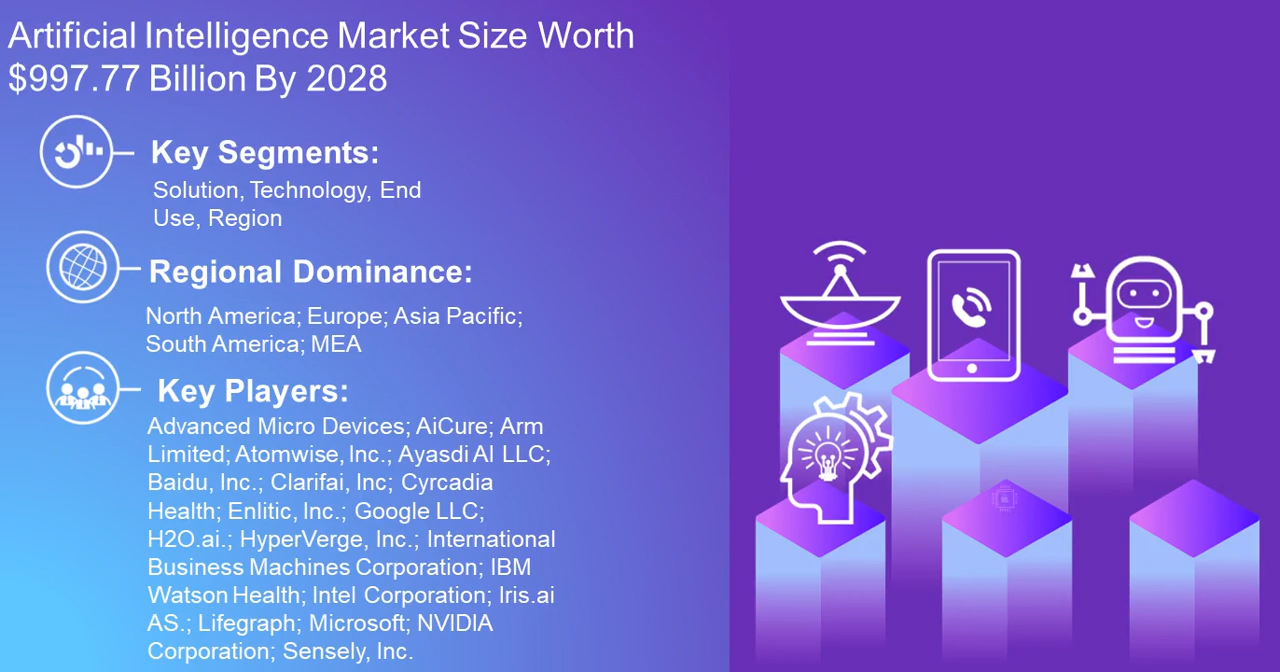 Artificial Intelligence Market Size Worth
$997.77 Billion By 2028
Key Segments:
Solution, Technology, End
Use, Region
Regional Dominance:
North America; Europe; Asia Pacific;
South America; MEA
Key Players:
Advanced Micro Devices; AiCure; Arm
Limited; Atomwise, Inc.; Ayasdi AI LLC;
Baidu, Inc.; Clarifai, Inc; Cyrcadia
Health; Enlitic, Inc.; Google LLC;
H2O.ai.; HyperVerge, Inc.; International
Business Machines Corporation; IBM
Watson Health; Intel Corporation; Iris.ai
AS.; Lifegraph; Microsoft; NVIDIA
Corporation; Sensely, Inc.